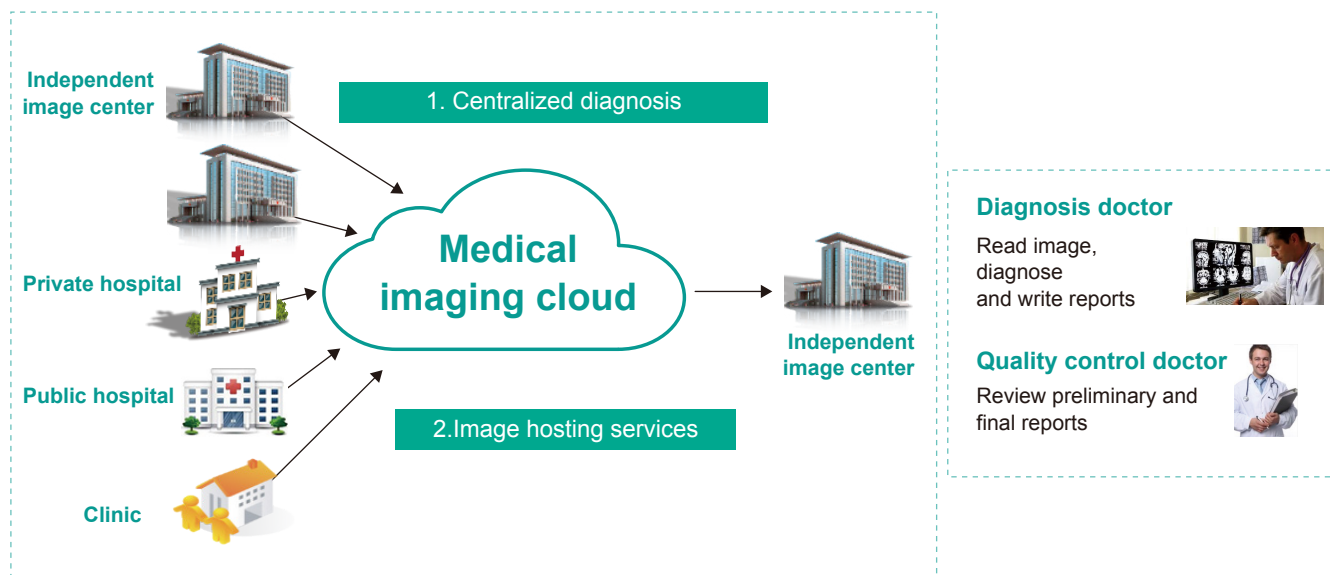 Independent
image center
1. Centralized diagnosis
Medical
imaging cloud
Private hospital
Independent
image center
Public hospital
2.Image hosting services
Clinic
Diagnosis doctor
Read image,
diagnose
and write reports
Quality control doctor
Review preliminary and
final reports